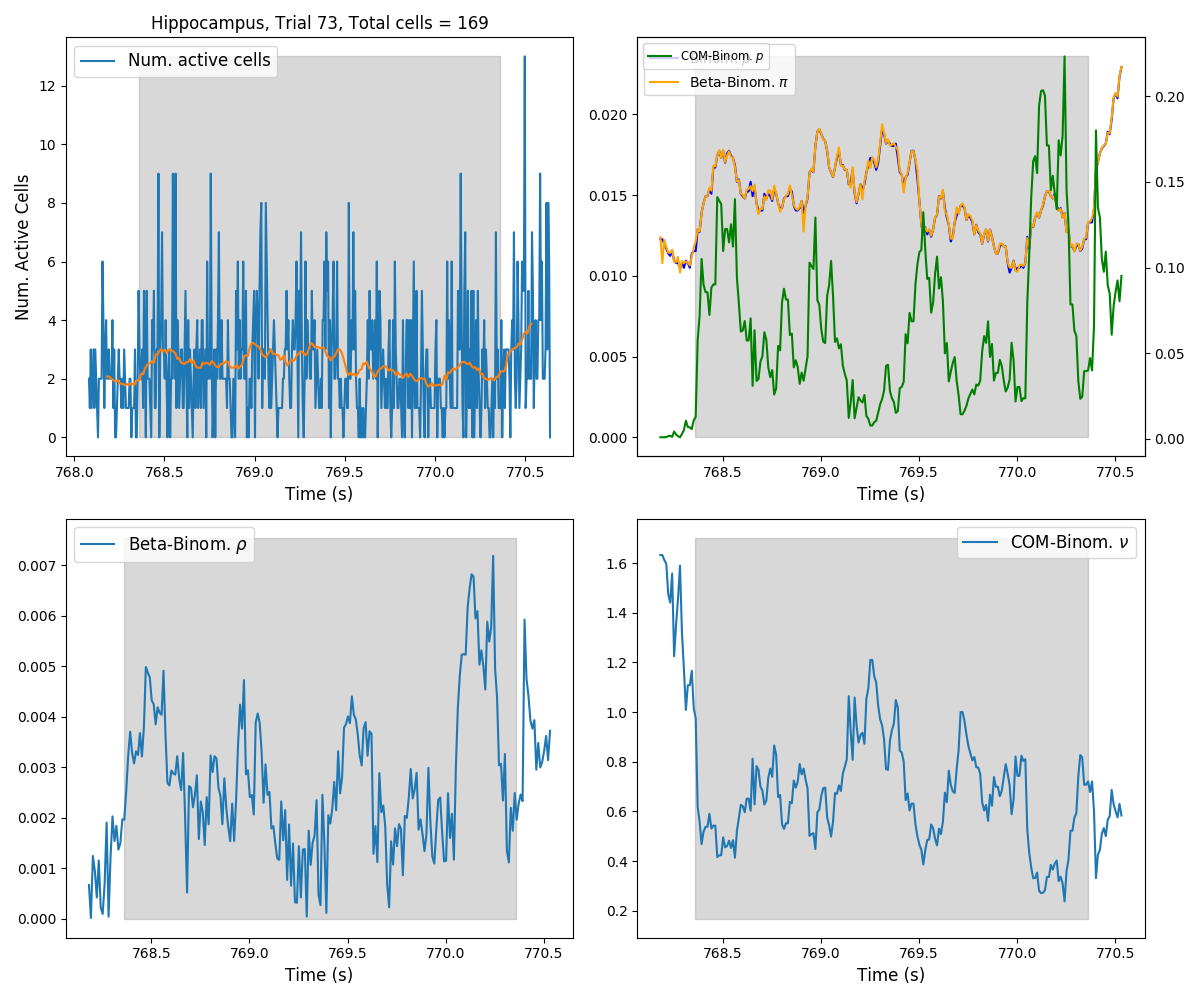 Hippocampus, Trial 73, Total cells = 169
Num. active cells
Num. Active Cells
12
10
8
6
4
2
0
768.0 768.5 769.0 769.5 770.0 770.5
Time (s)
COM-Binom. p
Beta-Binom. π
0.020
0.015
0.010
0.005
0.000
0.20
0.15
0.10
0.05
0.00
768.5 769.0 769.5 770.0 770.5
Time (s)
Beta-Binom. ρ
0.007
0.006
0.005
0.004
0.003
0.002
0.001
0.000
768.5 769.0 769.5 770.0 770.5
Time (s)
COM-Binom. ν
1.6
1.4
1.2
1.0
0.8
0.6
0.4
0.2
768.5 769.0 769.5 770.0 770.5
Time (s)